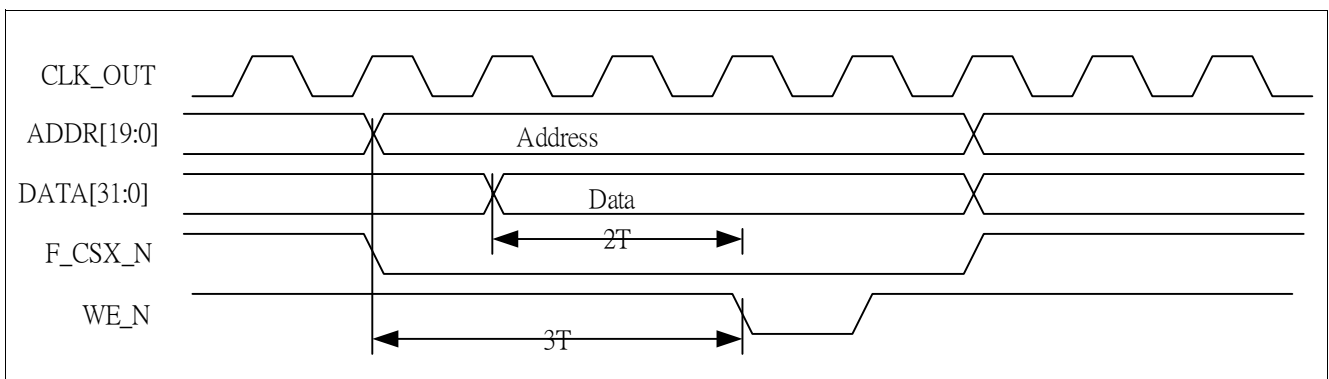 CLK_OUT
ADDR[19:0]
Address
DATA[31:0]
Data
2T
F_CSX_N
WE_N
3T